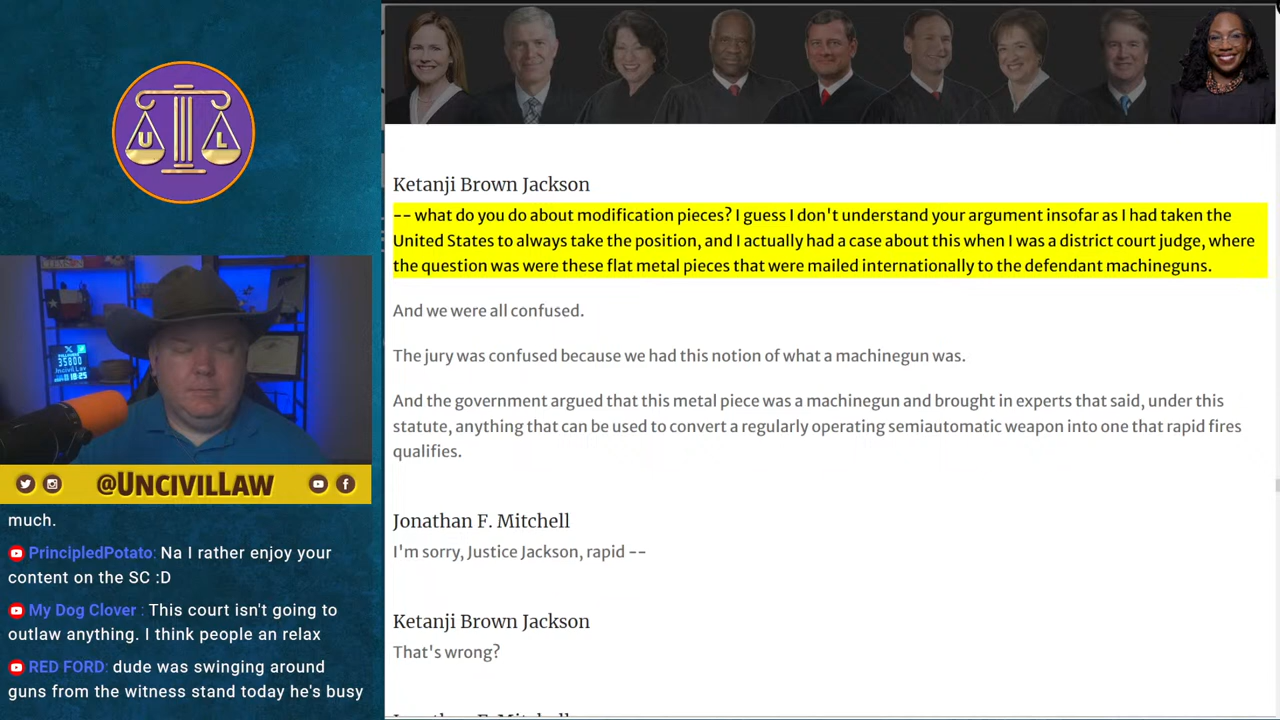 U L
FOLLOWERS
35800
UncivilLaw
@UNCIVILLAW
much.
PrincipledPotato: Na I rather enjoy your
content on the SC :D
My Dog Clover : This court isn't going to
outlaw anything. I think people an relax
RED FORD: dude was swinging around
guns from the witness stand today he's busy
Ketanji Brown Jackson
-- what do you do about modification pieces? I guess I don't understand your argument insofar as I had taken the
United States to always take the position, and I actually had a case about this when I was a district court judge, where
the question was were these flat metal pieces that were mailed internationally to the defendant machineguns.
And we were all confused.
The jury was confused because we had this notion of what a machinegun was.
And the government argued that this metal piece was a machinegun and brought in experts that said, under this
statute, anything that can be used to convert a regularly operating semiautomatic weapon into one that rapid fires
qualifies.
Jonathan F. Mitchell
I'm sorry, Justice Jackson, rapid --
Ketanji Brown Jackson
That's wrong?